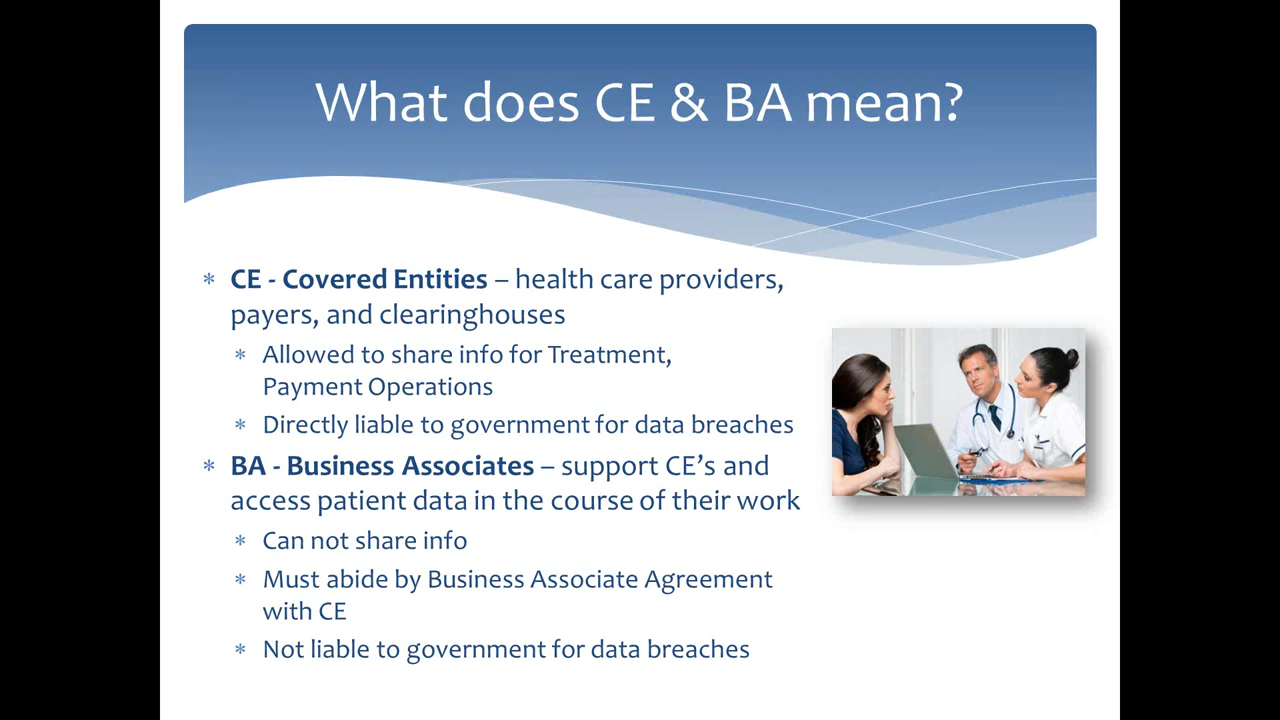 What does CE & BA mean?
* CE - Covered Entities – health care providers,
payers, and clearinghouses
* Allowed to share info for Treatment,
Payment Operations
* Directly liable to government for data breaches
* BA - Business Associates – support CE’s and
access patient data in the course of their work
* Can not share info
* Must abide by Business Associate Agreement
with CE
* Not liable to government for data breaches